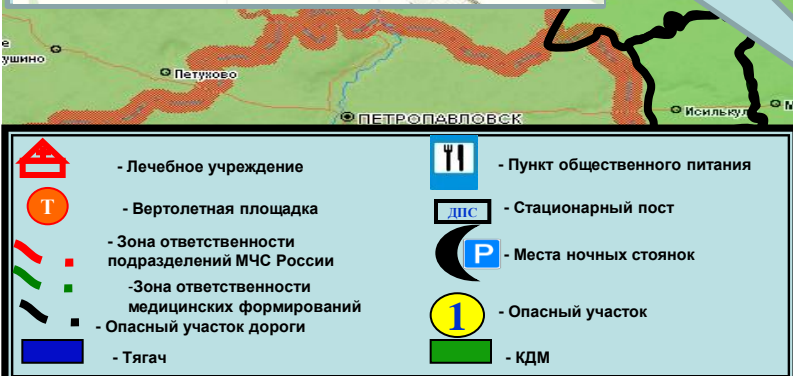 е
ушино
Петухово
ПЕТРОПАВЛОВСК
Исилькул
М
- Лечебное учреждение
Т
- Вертолетная площадка
- Зона ответственности
подразделений МЧС России
-Зона ответственности
медицинских формирований
- Опасный участок дороги
- Тягач
- Пункт общественного питания
ДПС
- Стационарный пост
P
- Места ночных стоянок
1
- Опасный участок
- КДМ